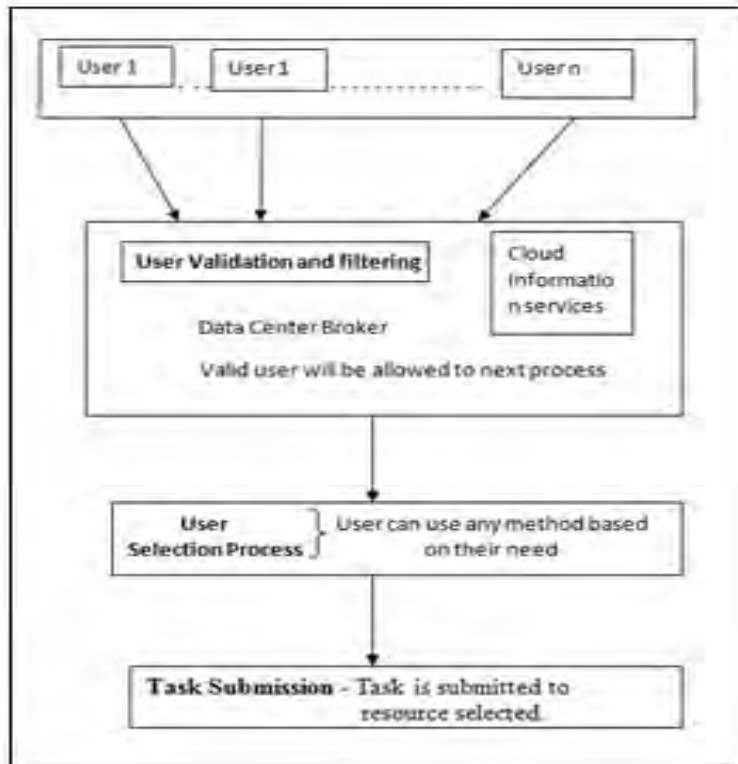 User 1
User 1
User n
User Validation and filtering
Cloud
Informatio
n services
Data Center Broker
Valid user will be allowed to next process
User
Selection Process
User can use any method based
on their need
Task Submission - Task is submitted to
resource selected.